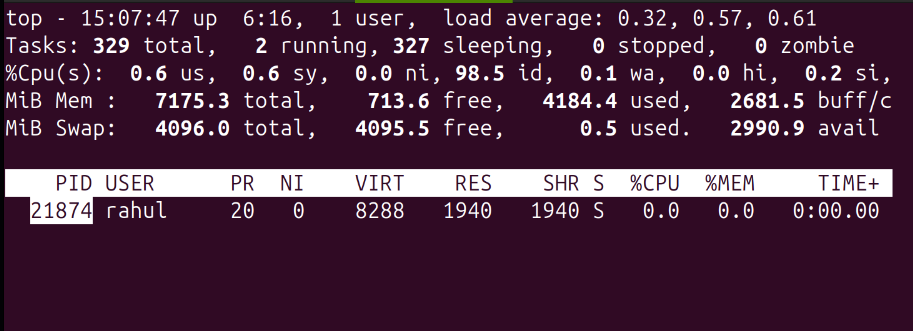 top - 15:07:47 up  6:16,  1 user,  load average: 0.32, 0.57, 0.61
Tasks: 329 total,   2 running, 327 sleeping,   0 stopped,   0 zombie
%Cpu(s):  0.6 us,  0.6 sy,  0.0 ni, 98.5 id,  0.1 wa,  0.0 hi,  0.2 si,
MiB Mem :   7175.3 total,    713.6 free,   4184.4 used,   2681.5 buff/c
MiB Swap:   4096.0 total,   4095.5 free,      0.5 used.   2990.9 avail
PID USER      PR  NI    VIRT    RES    SHR S  %CPU  %MEM     TIME+
21874 rahul     20   0    8288   1940   1940 S   0.0   0.0   0:00.00